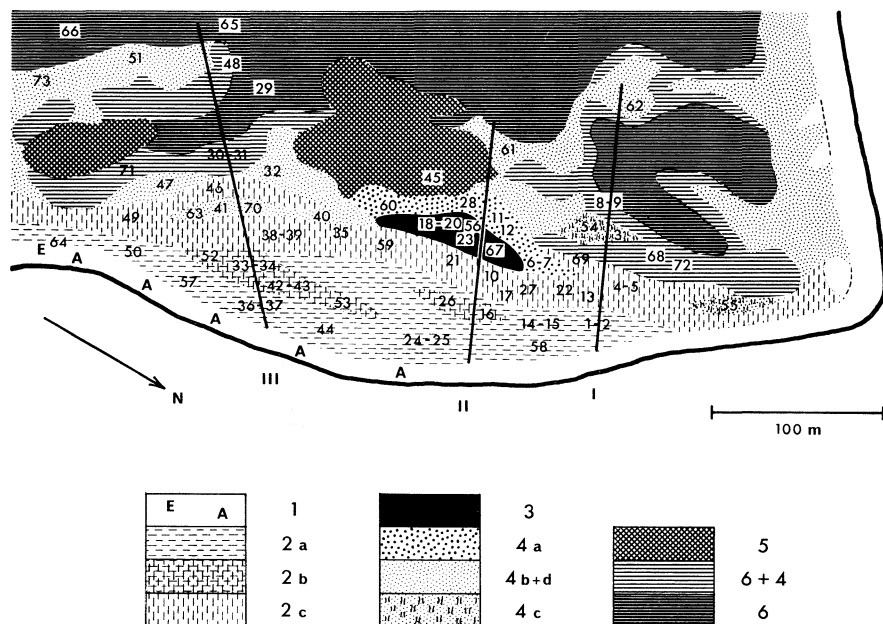 66 65
51 48
73 29
62
61
30-31
71 32 45
47 46 60 28 8-9
49 63 41 70 40 18-20 56 11 12 54 3
E 64 A 50 38-39 35 59 23 67 68
52 21 6-7 69 72
57 33-34 10
A 42-43 27 22 13 4-5
36-37 53 26 17 55
A 44 16 14-15 1-2
24-25 58
A A
N III II I
100 m
E A 1 3
2 a 4 a 5
2 b 4 b+d 6 + 4
2 c 4 c 6